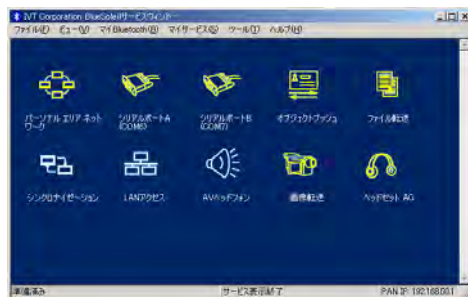 IVT Corporation BlueSoleilサービスウィンドー
ファイル(F) ビュー(V) マイBluetooth(B) マイサービス(S) ツール(T) ヘルプ(H)
パーソナル エリア ネットワーク
シリアルポートA (COM6)
シリアルポートB (COM7)
オブジェクトプッシュ
ファイル転送
シンクロナイゼーション
LANアクセス
AVヘッドフォン
画像転送
ヘッドセット AG
準備済み サービス表示終了 PAN IP: 192.168.00.1